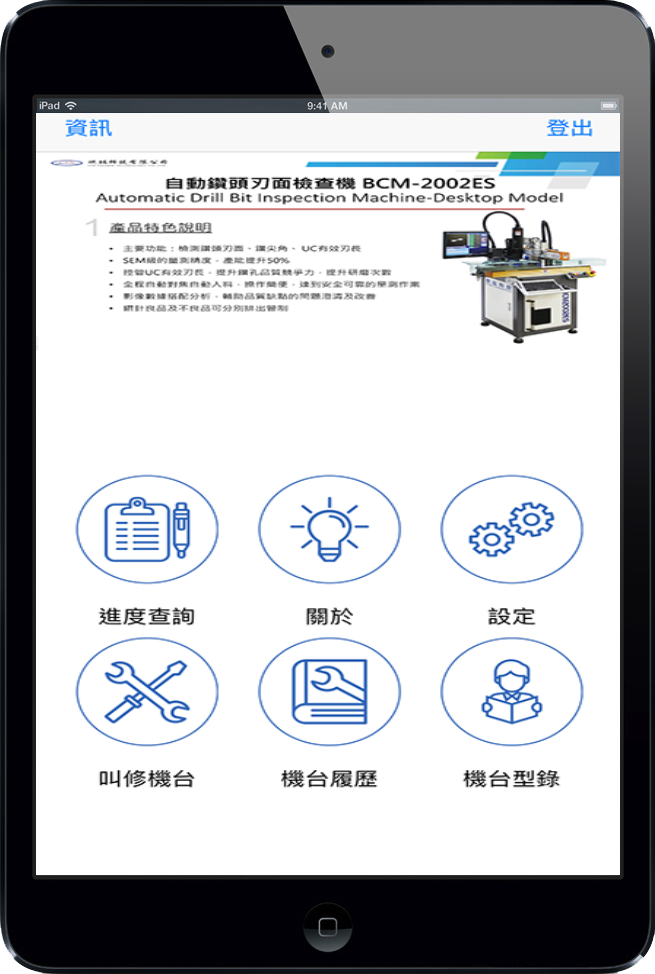 iPad 9:41 AM
資訊 登出
自動鑽頭刃面檢查機 BCM-2002ES
Automatic Drill Bit Inspection Machine-Desktop Model
1 產品特色說明
• 主要功能：檢測鑽頭刃面、鑽尖角、UC有效刃長
• SEM級的量測精度，產能提升50%
• 控管UC有效刃長，提升鑽孔品質競爭力，提升研磨次數
• 全程自動對焦自動入料，操作簡便，達到安全可靠的量測作業
• 影像數據搭配分析，輔助品質缺點的問題澄清及改善
• 鑽針良品及不良品可分別排出管制
進度查詢 關於 設定
叫修機台 機台履歷 機台型錄